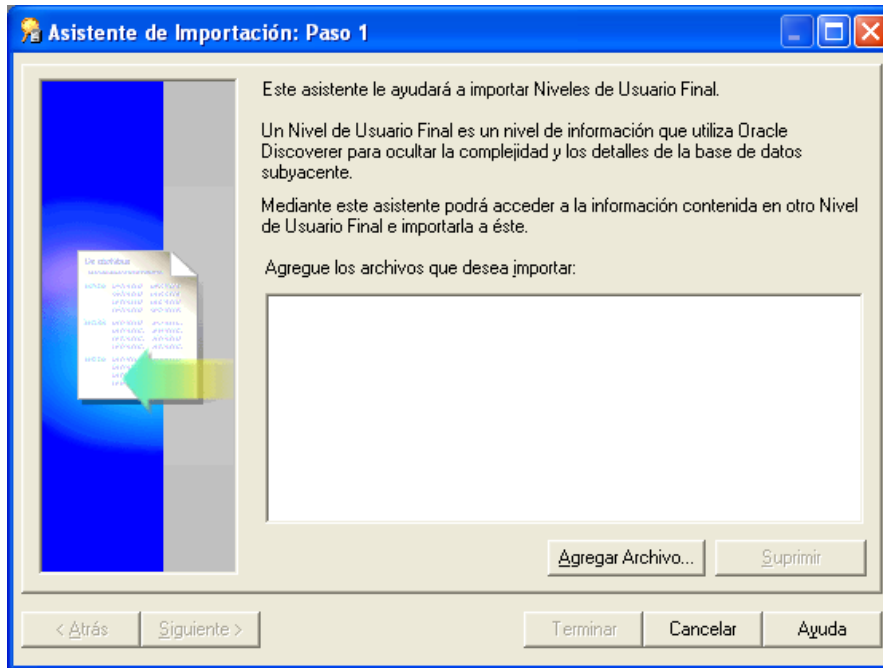 Asistente de Importación: Paso 1
Este asistente le ayudará a importar Niveles de Usuario Final.
Un Nivel de Usuario Final es un nivel de información que utiliza Oracle
Discoverer para ocultar la complejidad y los detalles de la base de datos
subyacente.
Mediante este asistente podrá acceder a la información contenida en otro Nivel
de Usuario Final e importarla a éste.
Agregue los archivos que desea importar:
Agregar Archivo... Suprimir
< Atrás Siguiente > Terminar Cancelar Ayuda